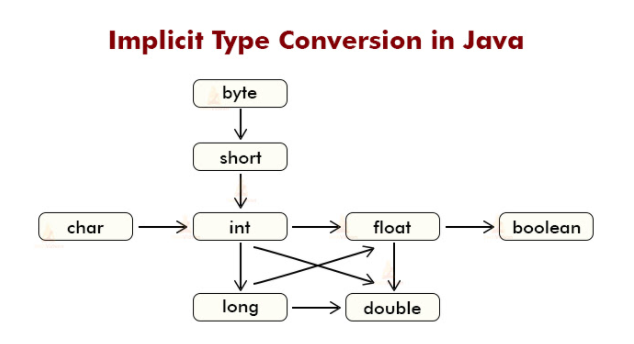 Implicit Type Conversion in Java
byte
short
char
int
float
boolean
long
double